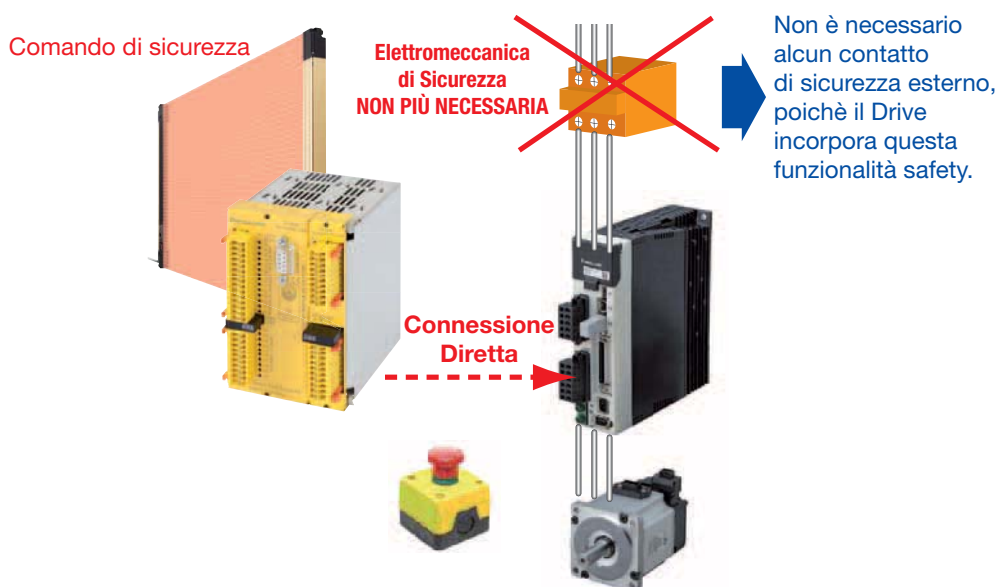 Comando di sicurezza
Elettromeccanica
di Sicurezza
NON PIÙ NECESSARIA
Non è necessario
alcun contatto
di sicurezza esterno,
poichè il Drive
incorpora questa
funzionalità safety.
Connessione
Diretta